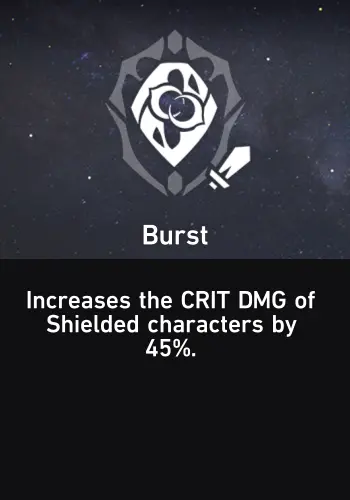 Burst
Increases the CRIT DMG of
Shielded characters by
45%.